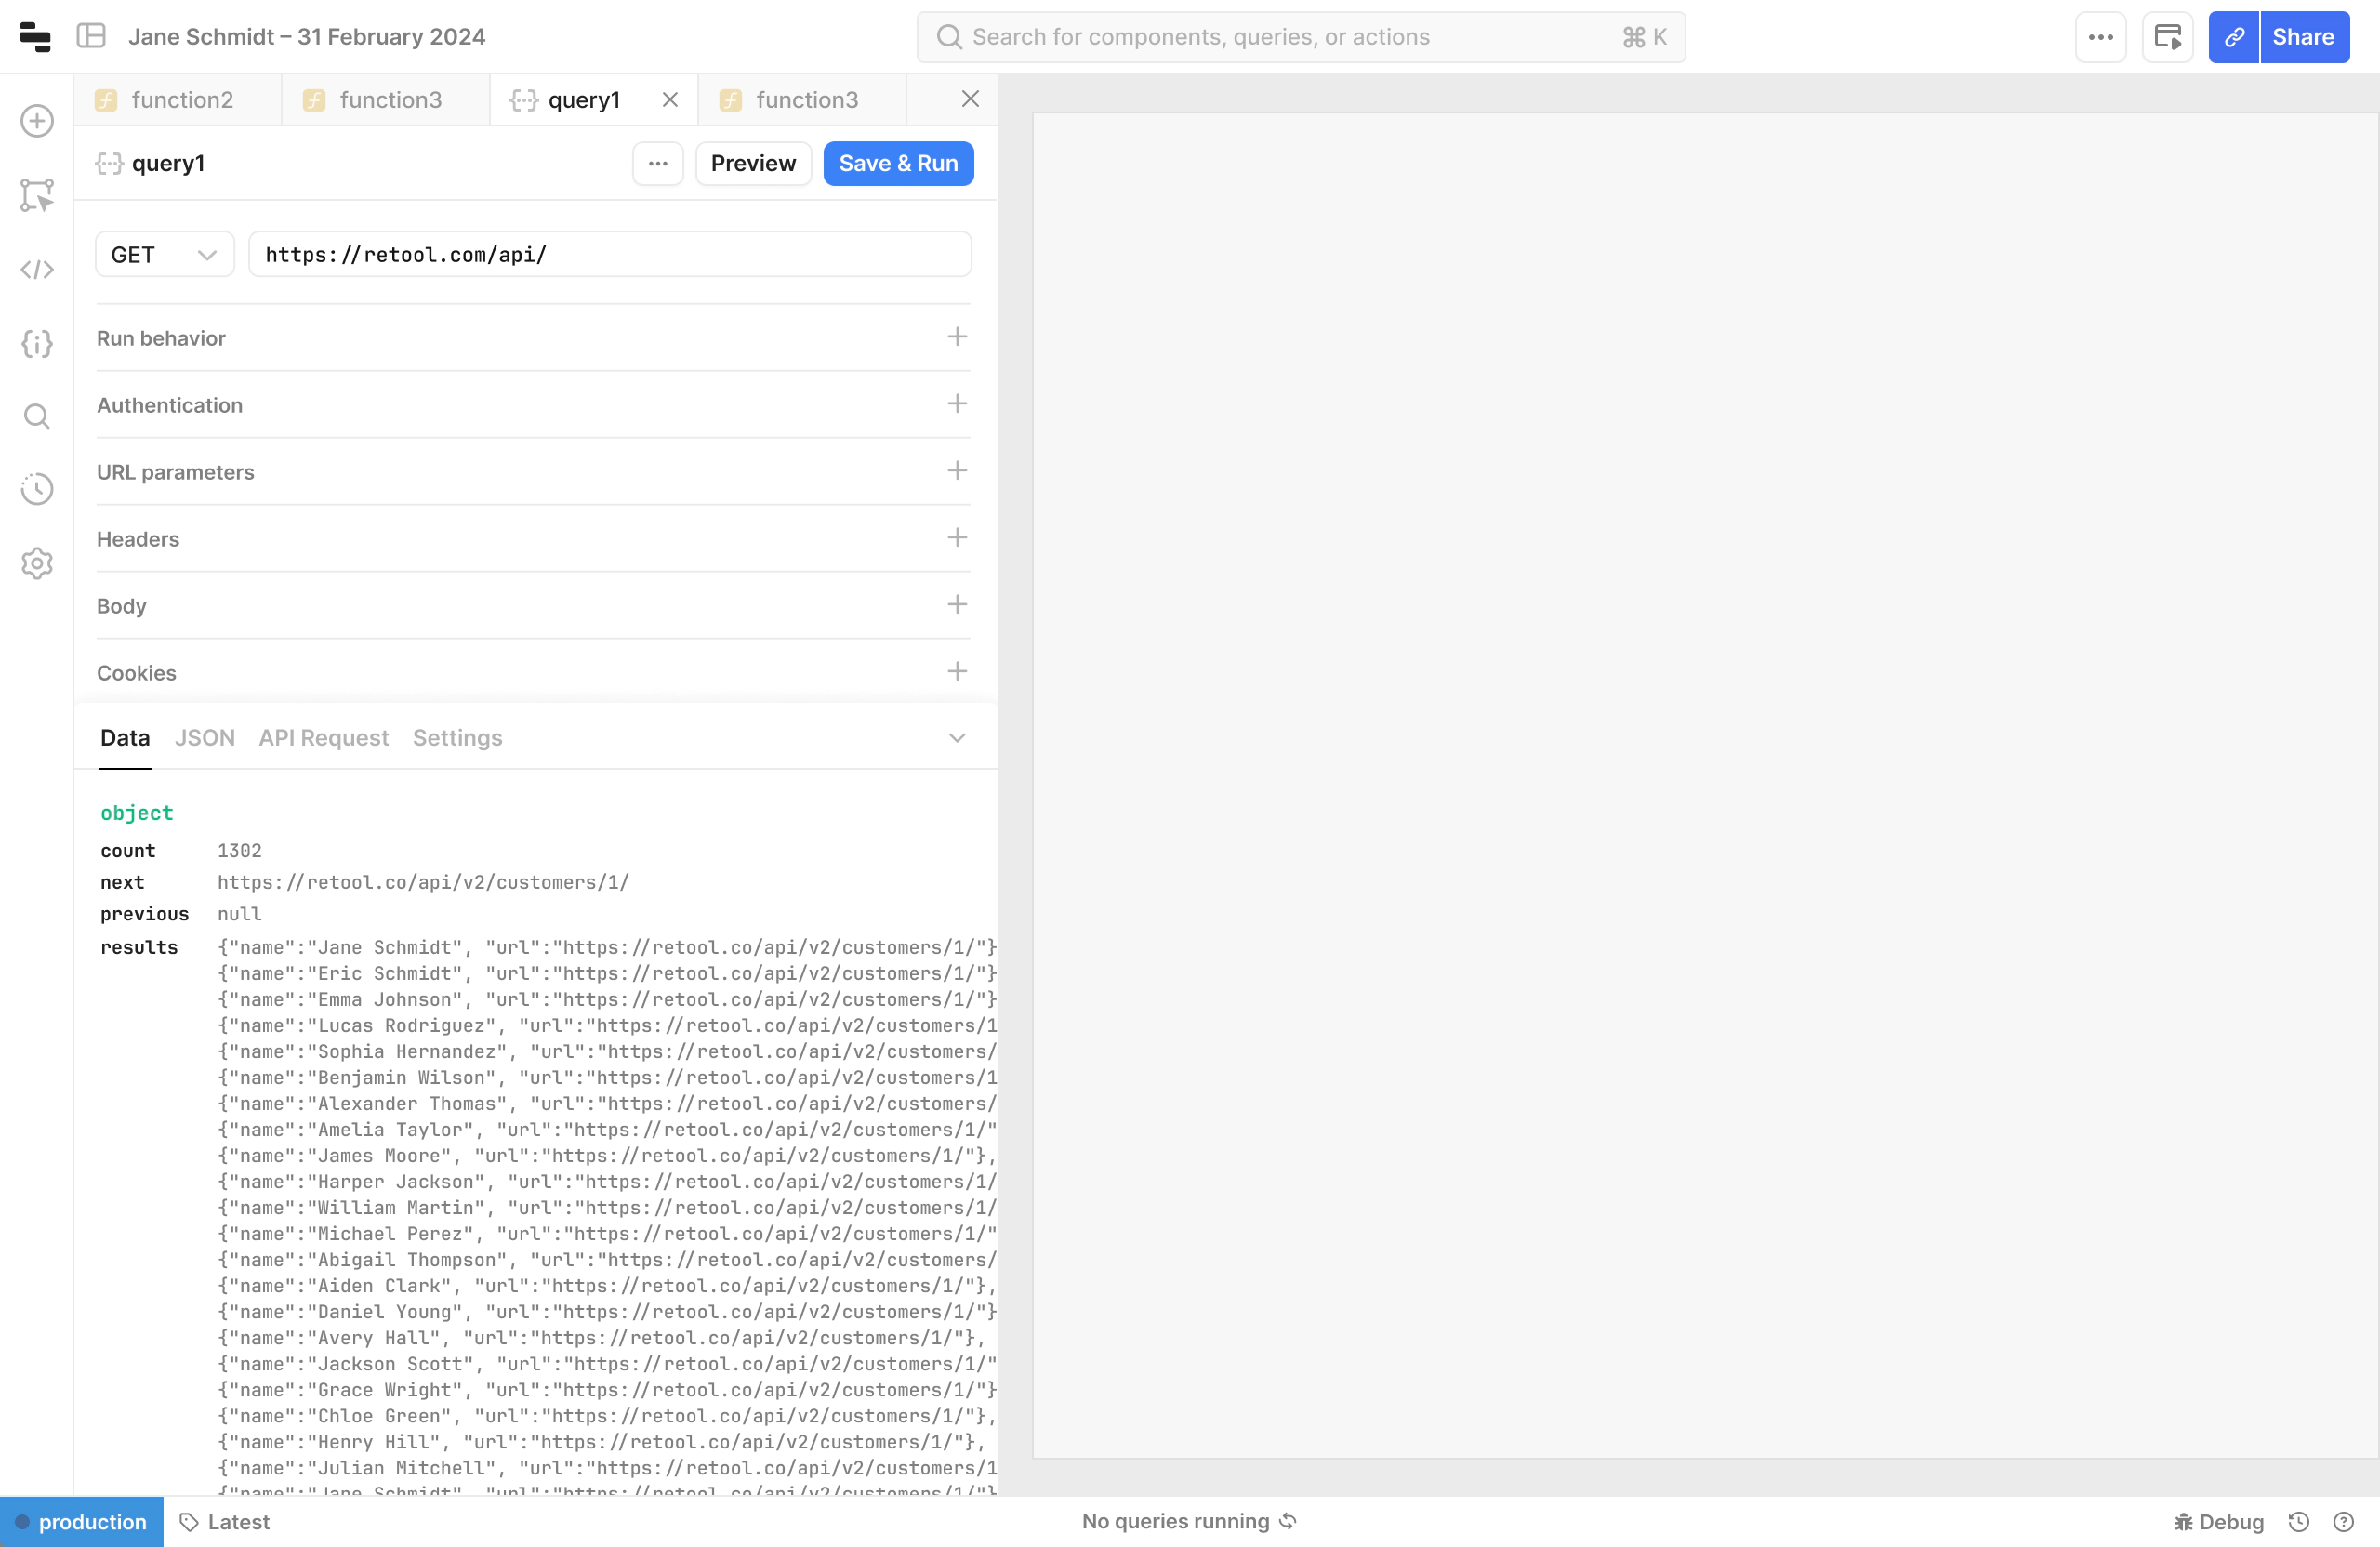 Jane Schmidt – 31 February 2024
Search for components, queries, or actions
⌘ K
Share
function2
function3
query1
function3
query1
Preview
Save & Run
GET
https://retool.com/api/
Run behavior
Authentication
URL parameters
Headers
Body
Cookies
Data
JSON
API Request
Settings
object
count 1302
next https://retool.co/api/v2/customers/1/
previous null
results {"name":"Jane Schmidt", "url":"https://retool.co/api/v2/customers/1/"}
{"name":"Eric Schmidt", "url":"https://retool.co/api/v2/customers/1/"}
{"name":"Emma Johnson", "url":"https://retool.co/api/v2/customers/1/"}
{"name":"Lucas Rodriguez", "url":"https://retool.co/api/v2/customers/1
{"name":"Sophia Hernandez", "url":"https://retool.co/api/v2/customers/
{"name":"Benjamin Wilson", "url":"https://retool.co/api/v2/customers/1
{"name":"Alexander Thomas", "url":"https://retool.co/api/v2/customers/
{"name":"Amelia Taylor", "url":"https://retool.co/api/v2/customers/1/"
{"name":"James Moore", "url":"https://retool.co/api/v2/customers/1/"},
{"name":"Harper Jackson", "url":"https://retool.co/api/v2/customers/1/
{"name":"William Martin", "url":"https://retool.co/api/v2/customers/1/
{"name":"Michael Perez", "url":"https://retool.co/api/v2/customers/1/"
{"name":"Abigail Thompson", "url":"https://retool.co/api/v2/customers/
{"name":"Aiden Clark", "url":"https://retool.co/api/v2/customers/1/"},
{"name":"Daniel Young", "url":"https://retool.co/api/v2/customers/1/"}
{"name":"Avery Hall", "url":"https://retool.co/api/v2/customers/1/"},
{"name":"Jackson Scott", "url":"https://retool.co/api/v2/customers/1/"
{"name":"Grace Wright", "url":"https://retool.co/api/v2/customers/1/"}
{"name":"Chloe Green", "url":"https://retool.co/api/v2/customers/1/"},
{"name":"Henry Hill", "url":"https://retool.co/api/v2/customers/1/"},
{"name":"Julian Mitchell", "url":"https://retool.co/api/v2/customers/1
{"name":"Jane Schmidt", "url":"https://retool.co/api/v2/customers/1/"}
production
Latest
No queries running
Debug